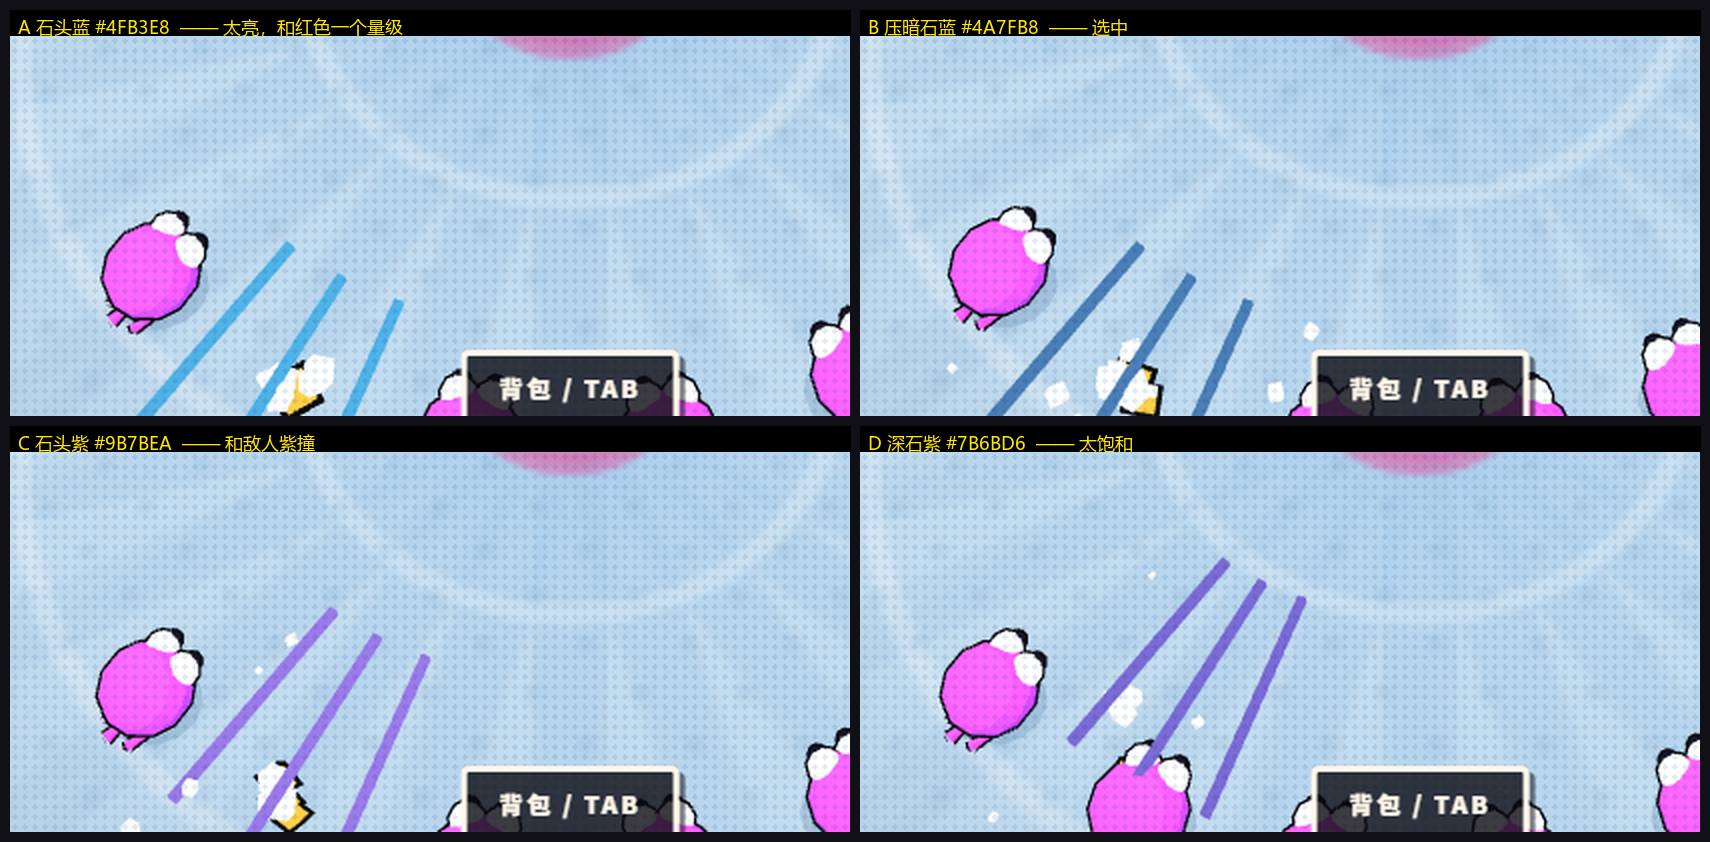 A 石头蓝 #4FB3E8 —— 太亮，和红色一个量级
B 压暗石蓝 #4A7FB8 —— 选中
背包 / TAB
背包 / TAB
C 石头紫 #9B7BEA —— 和敌人紫撞
D 深石紫 #7B6BD6 —— 太饱和
背包 / TAB
背包 / TAB